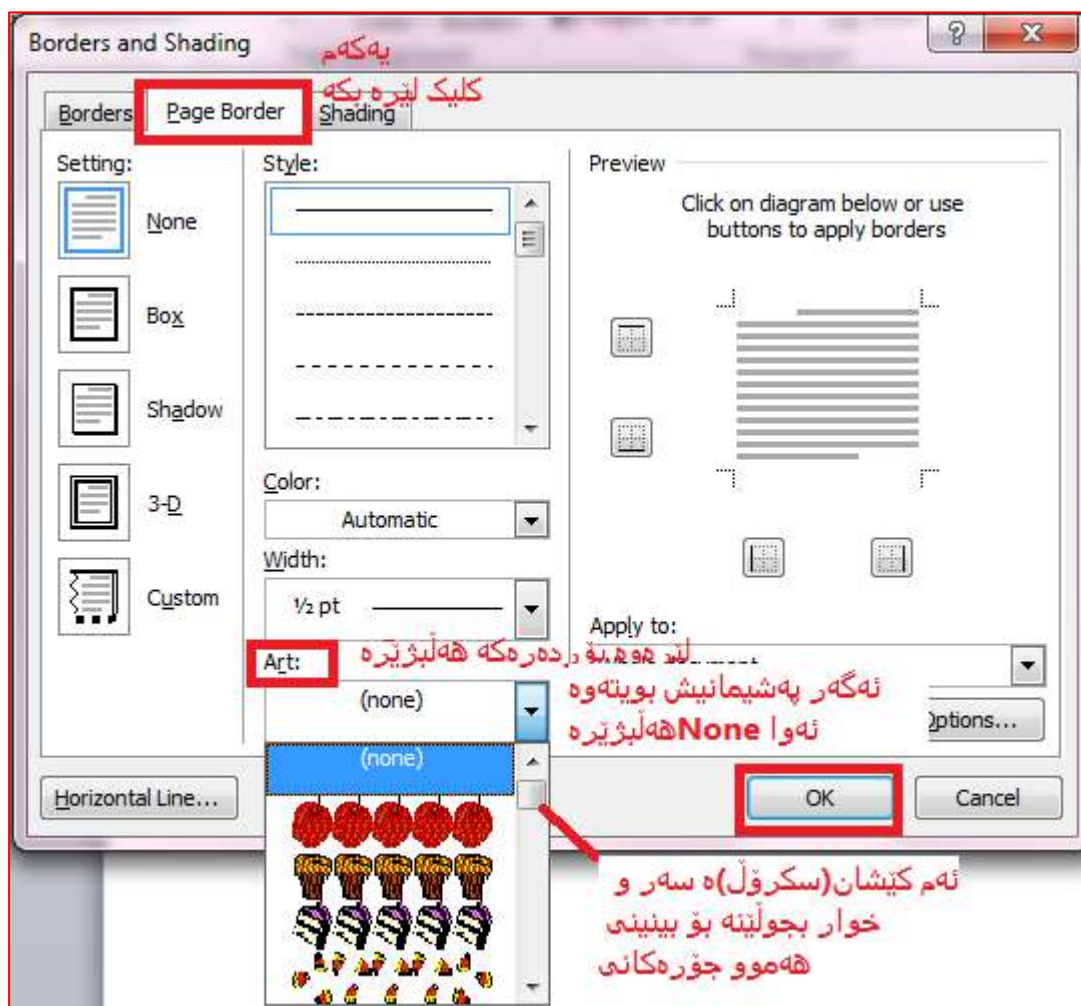 Borders and Shading
یەکەم
کلیک لێرە بکە
Borders
Page Border
Shading
Setting:
None
Box
Shadow
3-D
Custom
Style:
Color:
Automatic
Width:
½ pt
Art:
(none)
(none)
Preview
Click on diagram below or use
buttons to apply borders
Apply to:
هەڵبژێرە
ئەگەر پەشیمانیش بویتەوە
ئەوا None هەڵبژێرە
Options...
Horizontal Line...
OK
Cancel
ئەم کێشان(سکرۆڵ)ە سەر و
خوار بجوڵێنە بۆ بینینی
هەموو جۆرەکانی